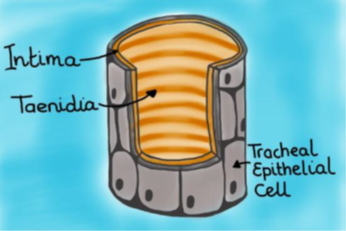 Intima
Taenidia
Tracheal
Epithelial
Cell